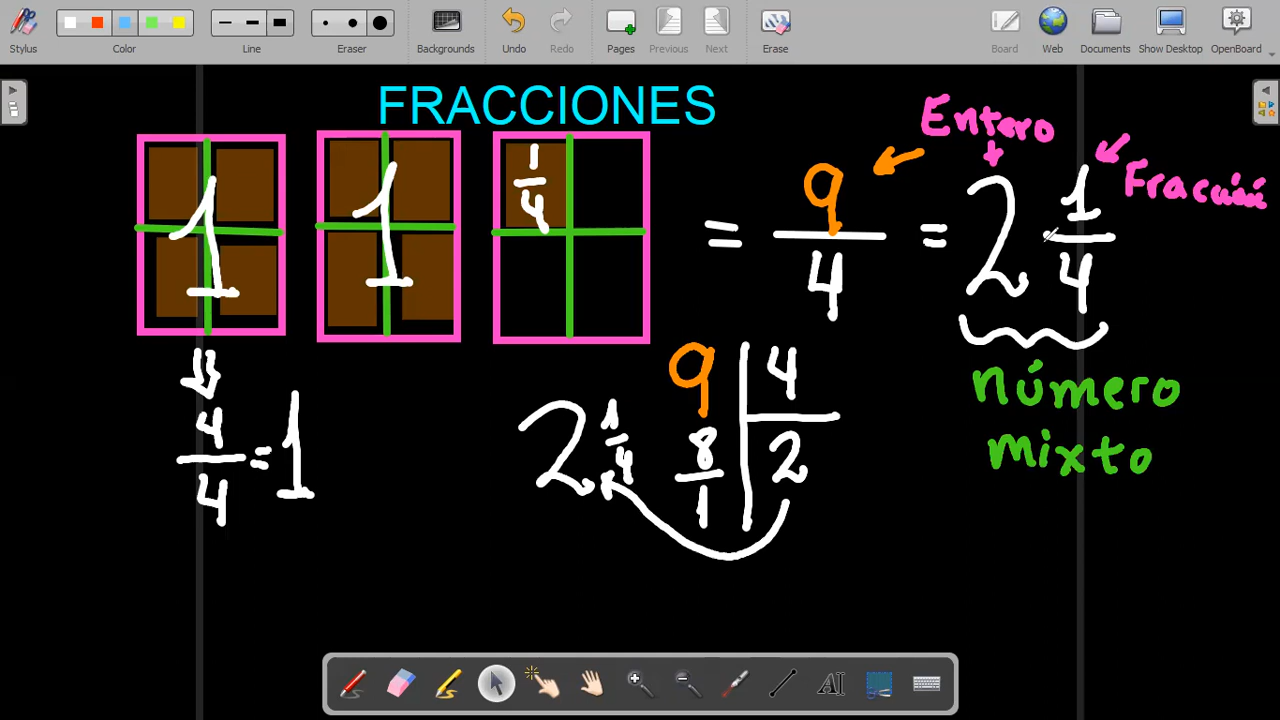 Stylus
Color
Line
Eraser
Backgrounds
Undo
Redo
Pages
Previous
Next
Erase
Board
Web
Documents
Show Desktop
OpenBoard
FRACCIONES
Entero
+
Fracción
1 1 1/4 = 9/4 = 2 1/4
número
mixto
4/4 = 1
2 1/4
9 4
8 2
1
AI